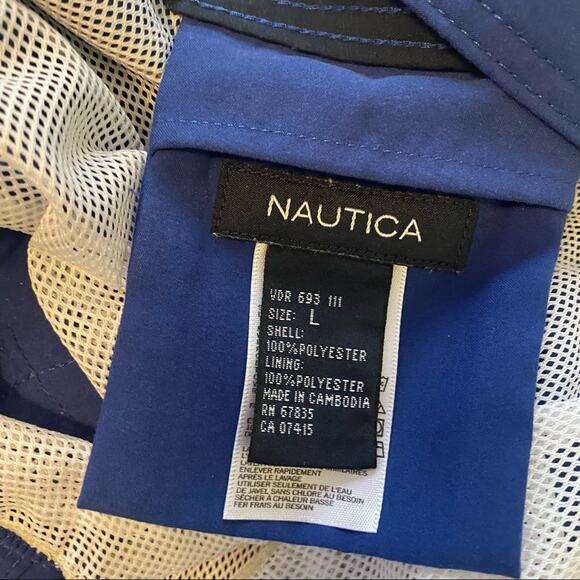 NAUTICA
VDR 693 111
SIZE: L
SHELL:
100%POLYESTER
LINING:
100%POLYESTER
MADE IN CAMBODIA
RN 67835
CA 07415
ENLEVER RAPIDEMENT
APRÈS LE LAVAGE
UTILISER SEULEMENT DE L'EAU
DE JAVEL SANS CHLORE AU BESOIN
SÉCHER À CHALEUR BASSE
FER FRAIS AU BESOIN